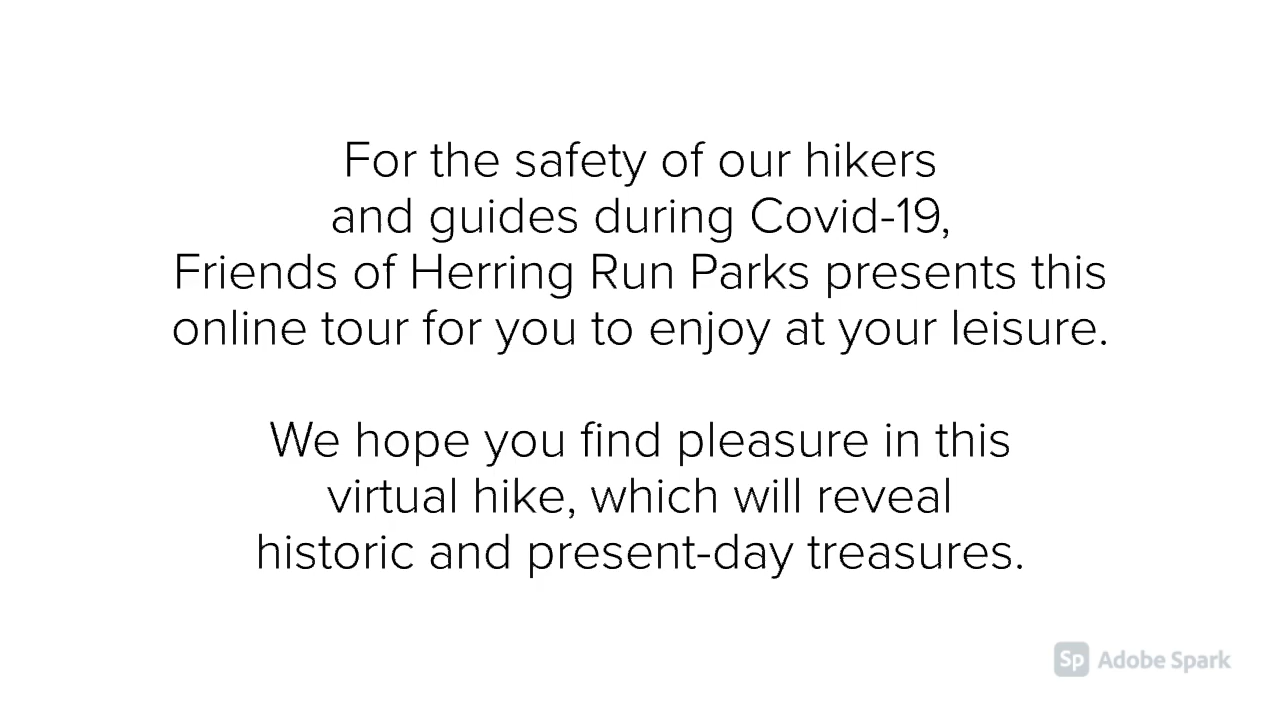 For the safety of our hikers
and guides during Covid-19,
Friends of Herring Run Parks presents this
online tour for you to enjoy at your leisure.
We hope you find pleasure in this
virtual hike, which will reveal
historic and present-day treasures.
Sp Adobe Spark